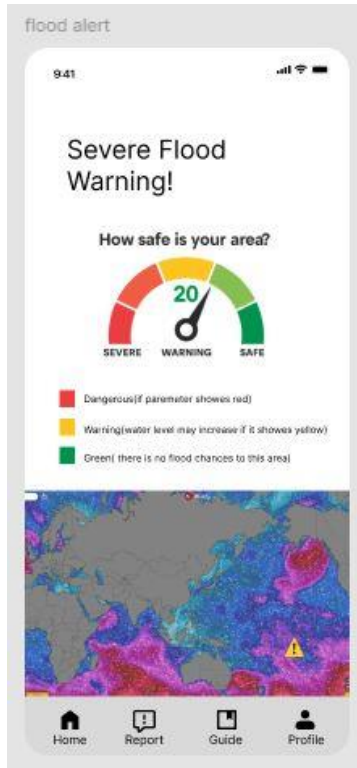 flood alert
9:41
Severe Flood
Warning!
How safe is your area?
20
SEVERE WARNING SAFE
Dangerous(if paremeter showes red)
Warning(water level may increase if it showes yellow)
Green( there is no flood chances to this area)
Home Report Guide Profile